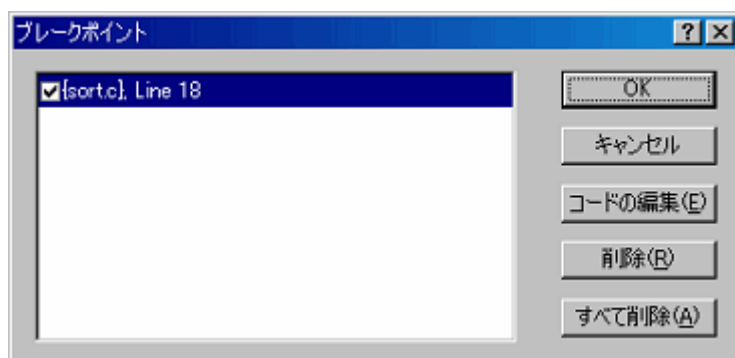 ブレークポイント
{sort.c}, Line 18
OK
キャンセル
コードの編集(E)
削除(R)
すべて削除(A)